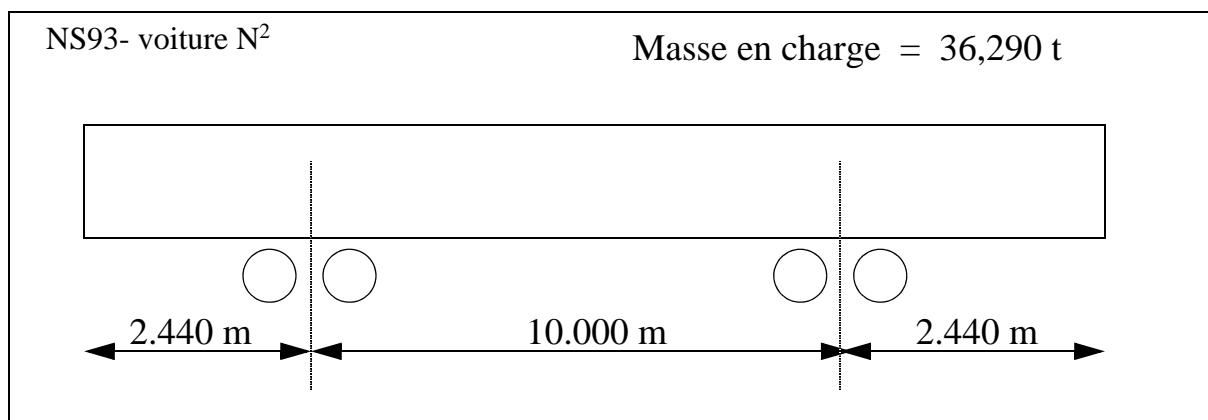 NS93- voiture N²
Masse en charge = 36,290 t
2.440 m
10.000 m
2.440 m